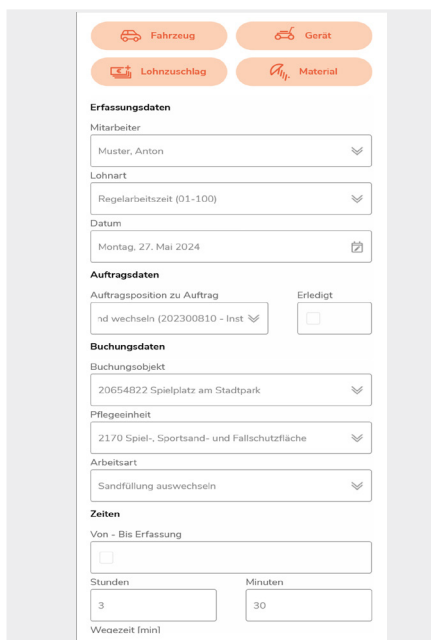 Fahrzeug
Gerät
Lohnzuschlag
Material
Erfassungsdaten
Mitarbeiter
Muster, Anton
Lohnart
Regelarbeitszeit (01-100)
Datum
Montag, 27. Mai 2024
Auftragsdaten
Auftragsposition zu Auftrag
Erledigt
nd wechseln (202300810 - Inst
Buchungsdaten
Buchungsobjekt
20654822 Spielplatz am Stadtpark
Pflegeeinheit
2170 Spiel-, Sportsand- und Fallschutzfläche
Arbeitsart
Sandfüllung auswechseln
Zeiten
Von - Bis Erfassung
Stunden
Minuten
3
30
Wegezeit [min]